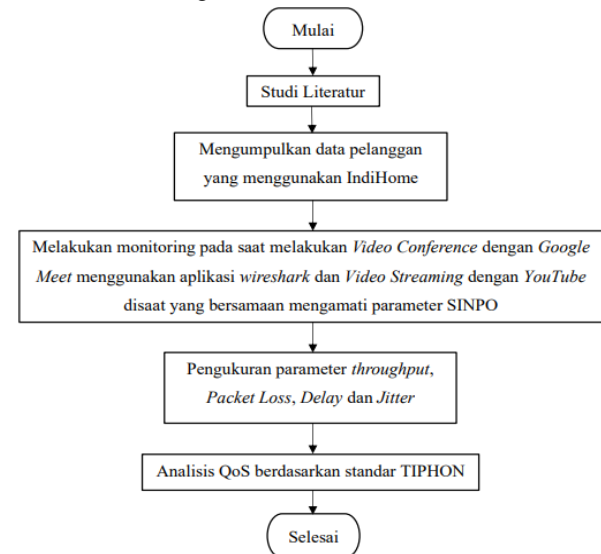 Mulai
Studi Literatur
Mengumpulkan data pelanggan
yang menggunakan IndiHome
Melakukan monitoring pada saat melakukan Video Conference dengan Google
Meet menggunakan aplikasi wireshark dan Video Streaming dengan YouTube
disaat yang bersamaan mengamati parameter SINPO
Pengukuran parameter throughput,
Packet Loss, Delay dan Jitter
Analisis QoS berdasarkan standar TIPHON
Selesai